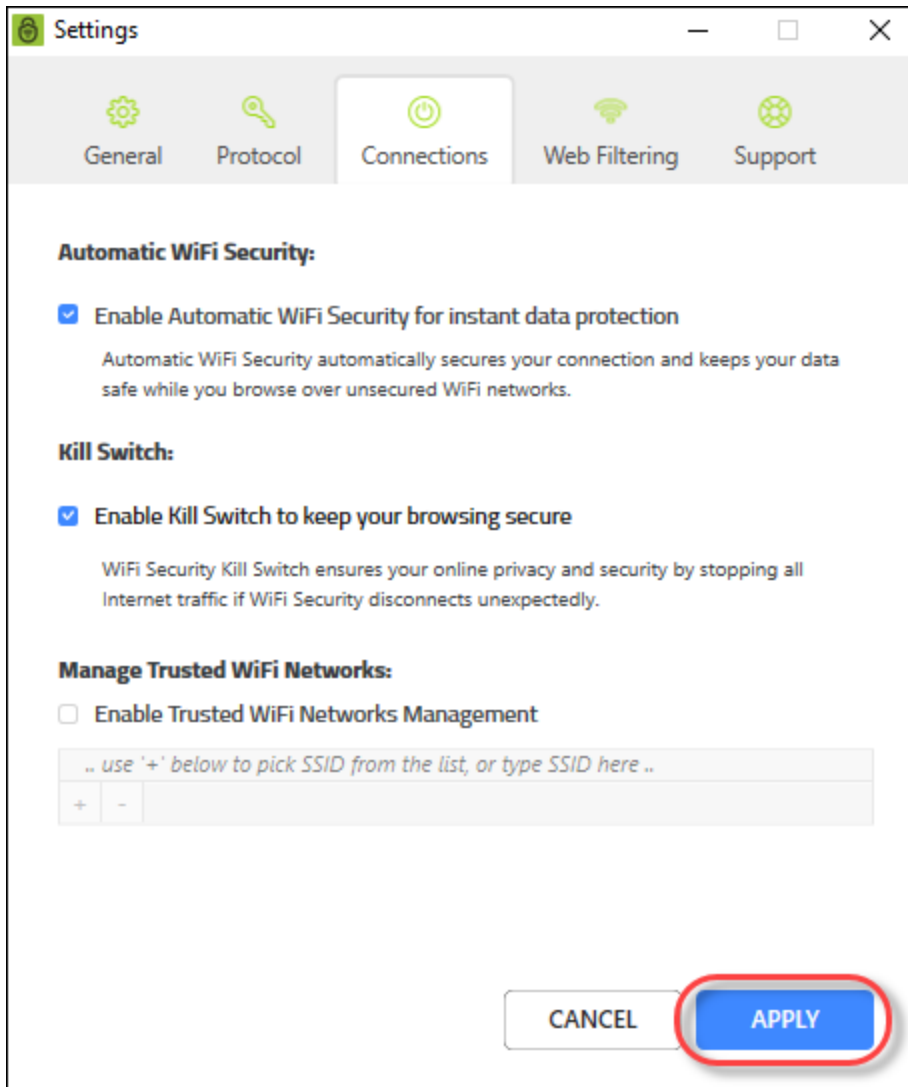 Settings
General
Protocol
Connections
Web Filtering
Support
Automatic WiFi Security:
Enable Automatic WiFi Security for instant data protection
Automatic WiFi Security automatically secures your connection and keeps your data
safe while you browse over unsecured WiFi networks.
Kill Switch:
Enable Kill Switch to keep your browsing secure
WiFi Security Kill Switch ensures your online privacy and security by stopping all
Internet traffic if WiFi Security disconnects unexpectedly.
Manage Trusted WiFi Networks:
Enable Trusted WiFi Networks Management
.. use '+' below to pick SSID from the list, or type SSID here ..
+ -
CANCEL
APPLY